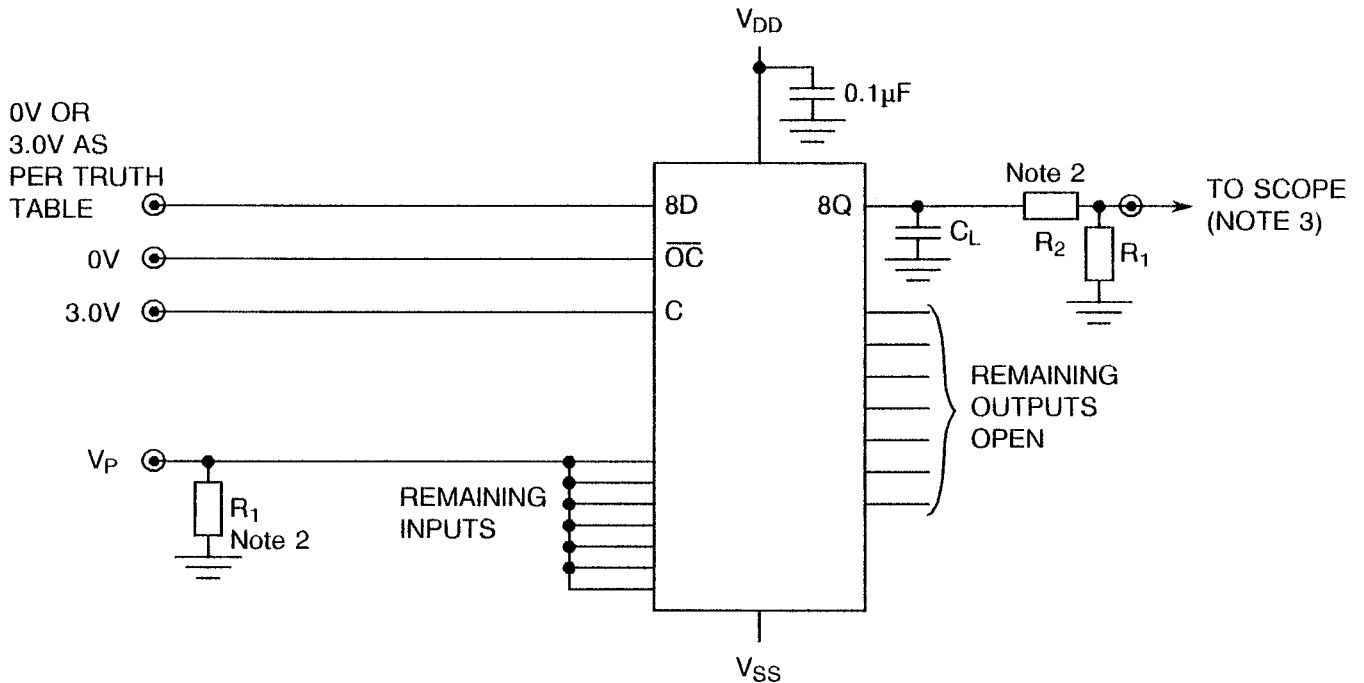 VDD
0.1µF
0V OR
3.0V AS
PER TRUTH
TABLE
8D
8Q
Note 2
TO SCOPE
(NOTE 3)
CL
R2
R1
0V
OC
3.0V
C
REMAINING
OUTPUTS
OPEN
VP
R1
Note 2
REMAINING
INPUTS
VSS